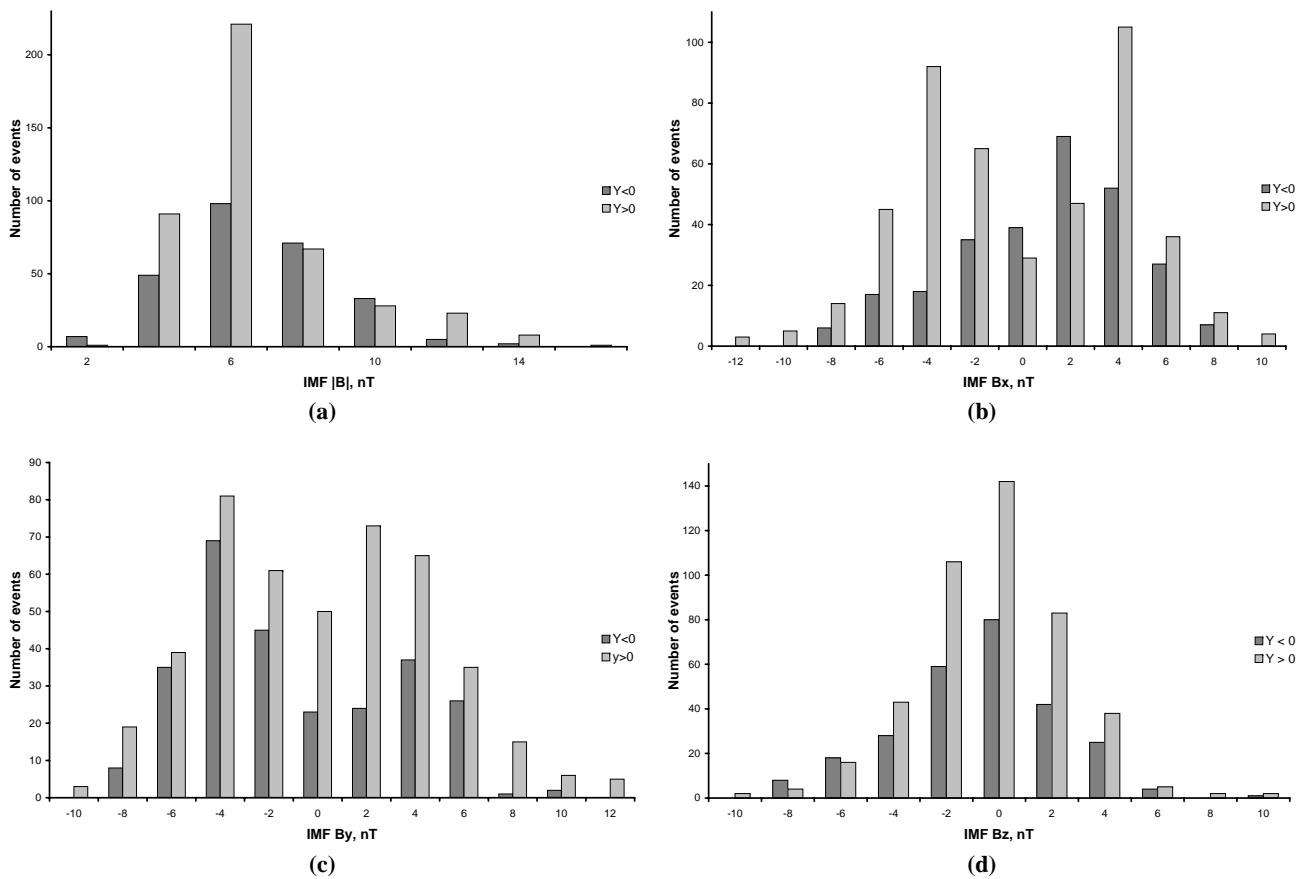 Number of events
200
150
100
50
0
2
6
10
14
IMF |B|, nT
Y<0
Y>0
(a)
Number of events
100
80
60
40
20
0
-12 -10 -8 -6 -4 -2 0 2 4 6 8 10
IMF Bx, nT
Y<0
Y>0
(b)
Number of events
90
80
70
60
50
40
30
20
10
0
-10 -8 -6 -4 -2 0 2 4 6 8 10 12
IMF By, nT
Y<0
y>0
(c)
Number of events
140
120
100
80
60
40
20
0
-10 -8 -6 -4 -2 0 2 4 6 8 10
IMF Bz, nT
Y < 0
Y > 0
(d)